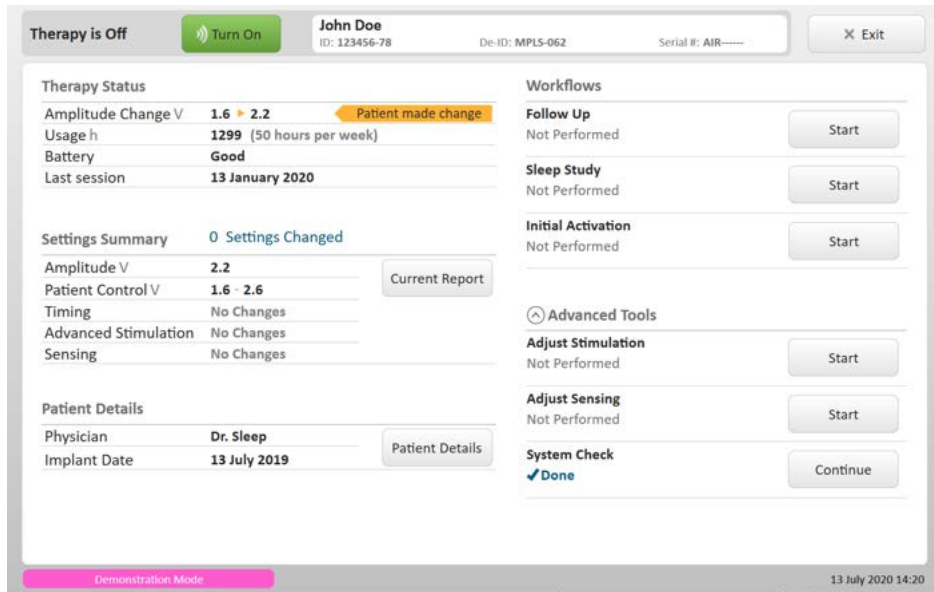 Therapy is Off
Turn On
John Doe
ID: 123456-78 De-ID: MPLS-062 Serial #: AIR------
× Exit
Therapy Status
Amplitude Change V 1.6 ▸ 2.2 Patient made change
Usage h 1299 (50 hours per week)
Battery Good
Last session 13 January 2020
Settings Summary 0 Settings Changed
Amplitude V 2.2
Patient Control V 1.6 - 2.6
Timing No Changes
Advanced Stimulation No Changes
Sensing No Changes
Current Report
Patient Details
Physician Dr. Sleep
Implant Date 13 July 2019
Patient Details
Workflows
Follow Up
Not Performed
Start
Sleep Study
Not Performed
Start
Initial Activation
Not Performed
Start
Advanced Tools
Adjust Stimulation
Not Performed
Start
Adjust Sensing
Not Performed
Start
System Check
✔Done
Continue
Demonstration Mode
13 July 2020 14:20